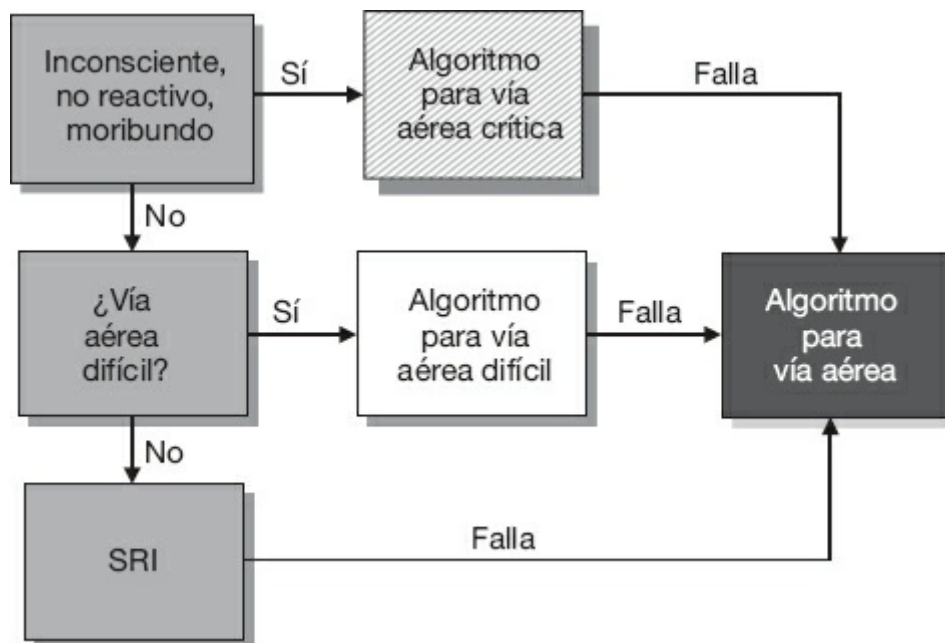 Inconsciente,
no reactivo,
moribundo
Sí
Algoritmo
para vía
aérea crítica
Falla
No
¿Vía
aérea
difícil?
Sí
Algoritmo
para vía
aérea difícil
Falla
Algoritmo
para
vía aérea
No
SRI
Falla